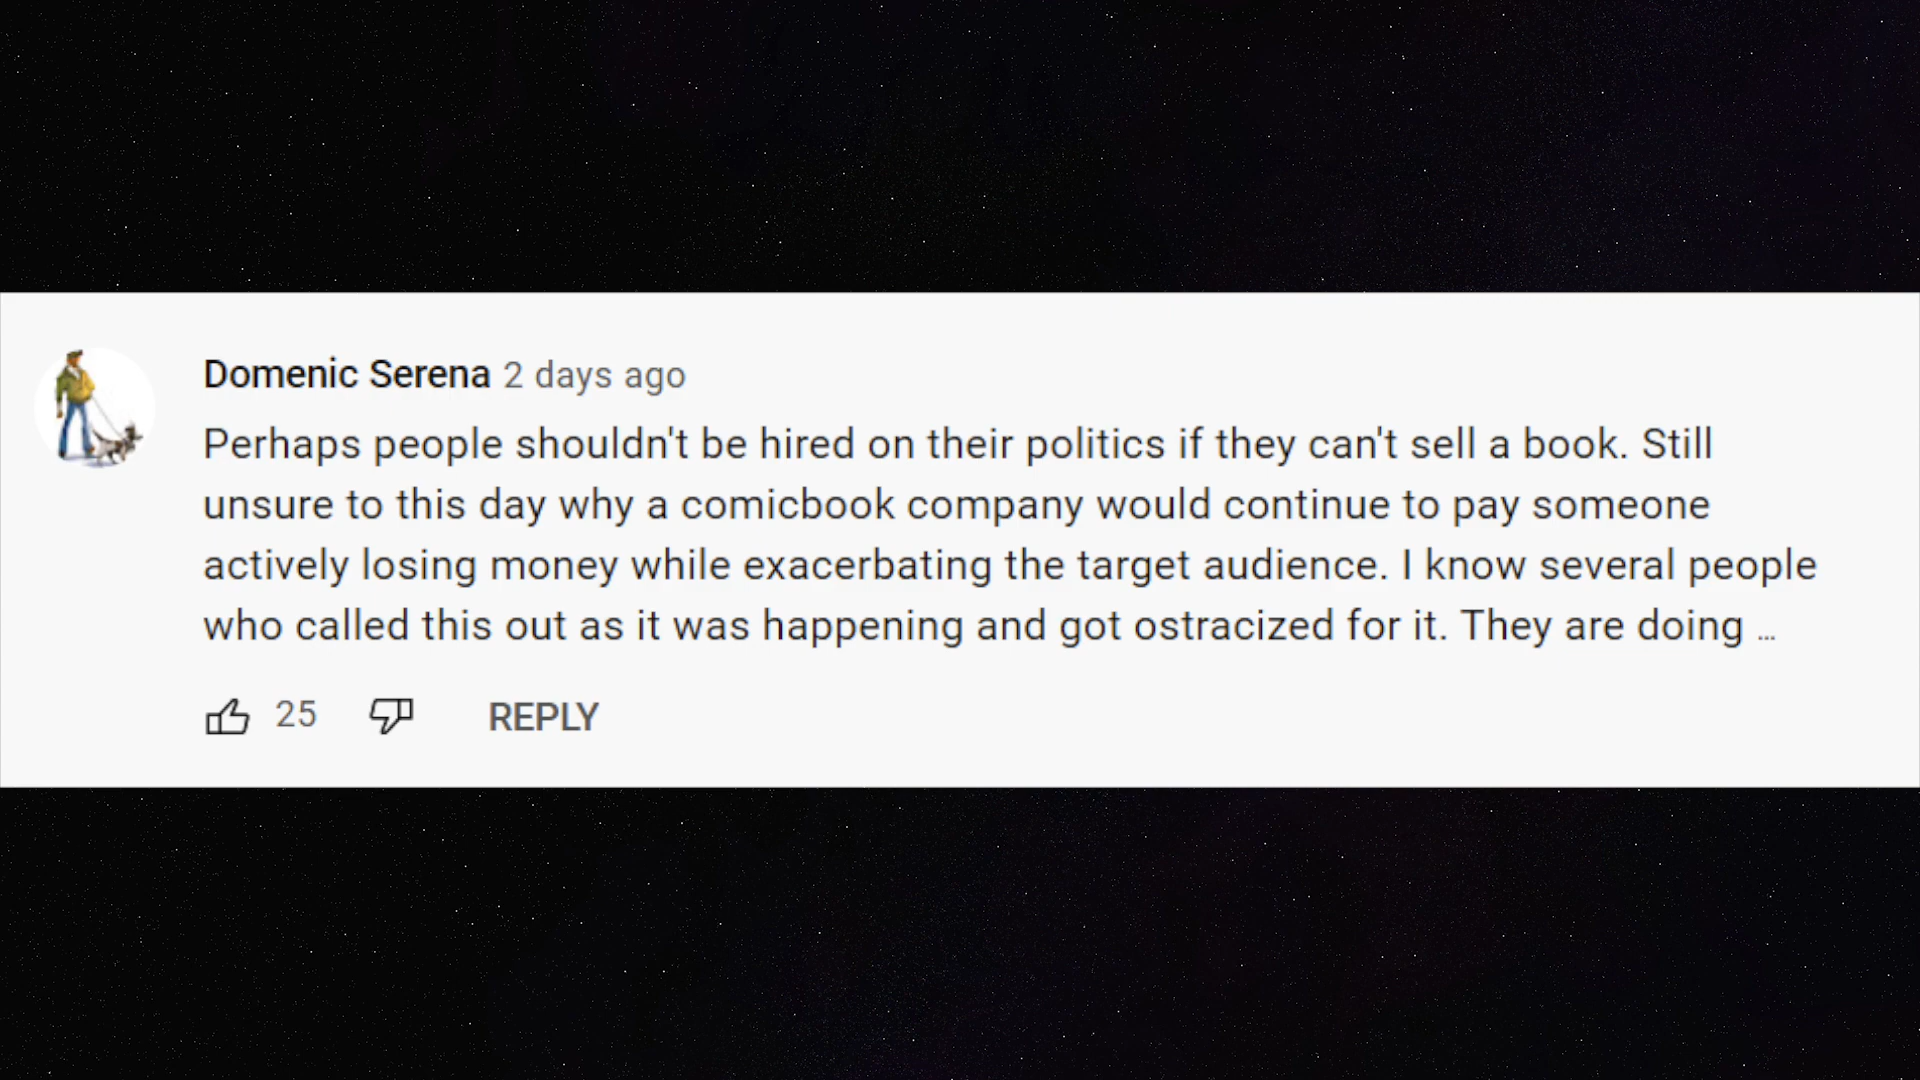 Domenic Serena 2 days ago
Perhaps people shouldn't be hired on their politics if they can't sell a book. Still
unsure to this day why a comicbook company would continue to pay someone
actively losing money while exacerbating the target audience. I know several people
who called this out as it was happening and got ostracized for it. They are doing ...
25 REPLY